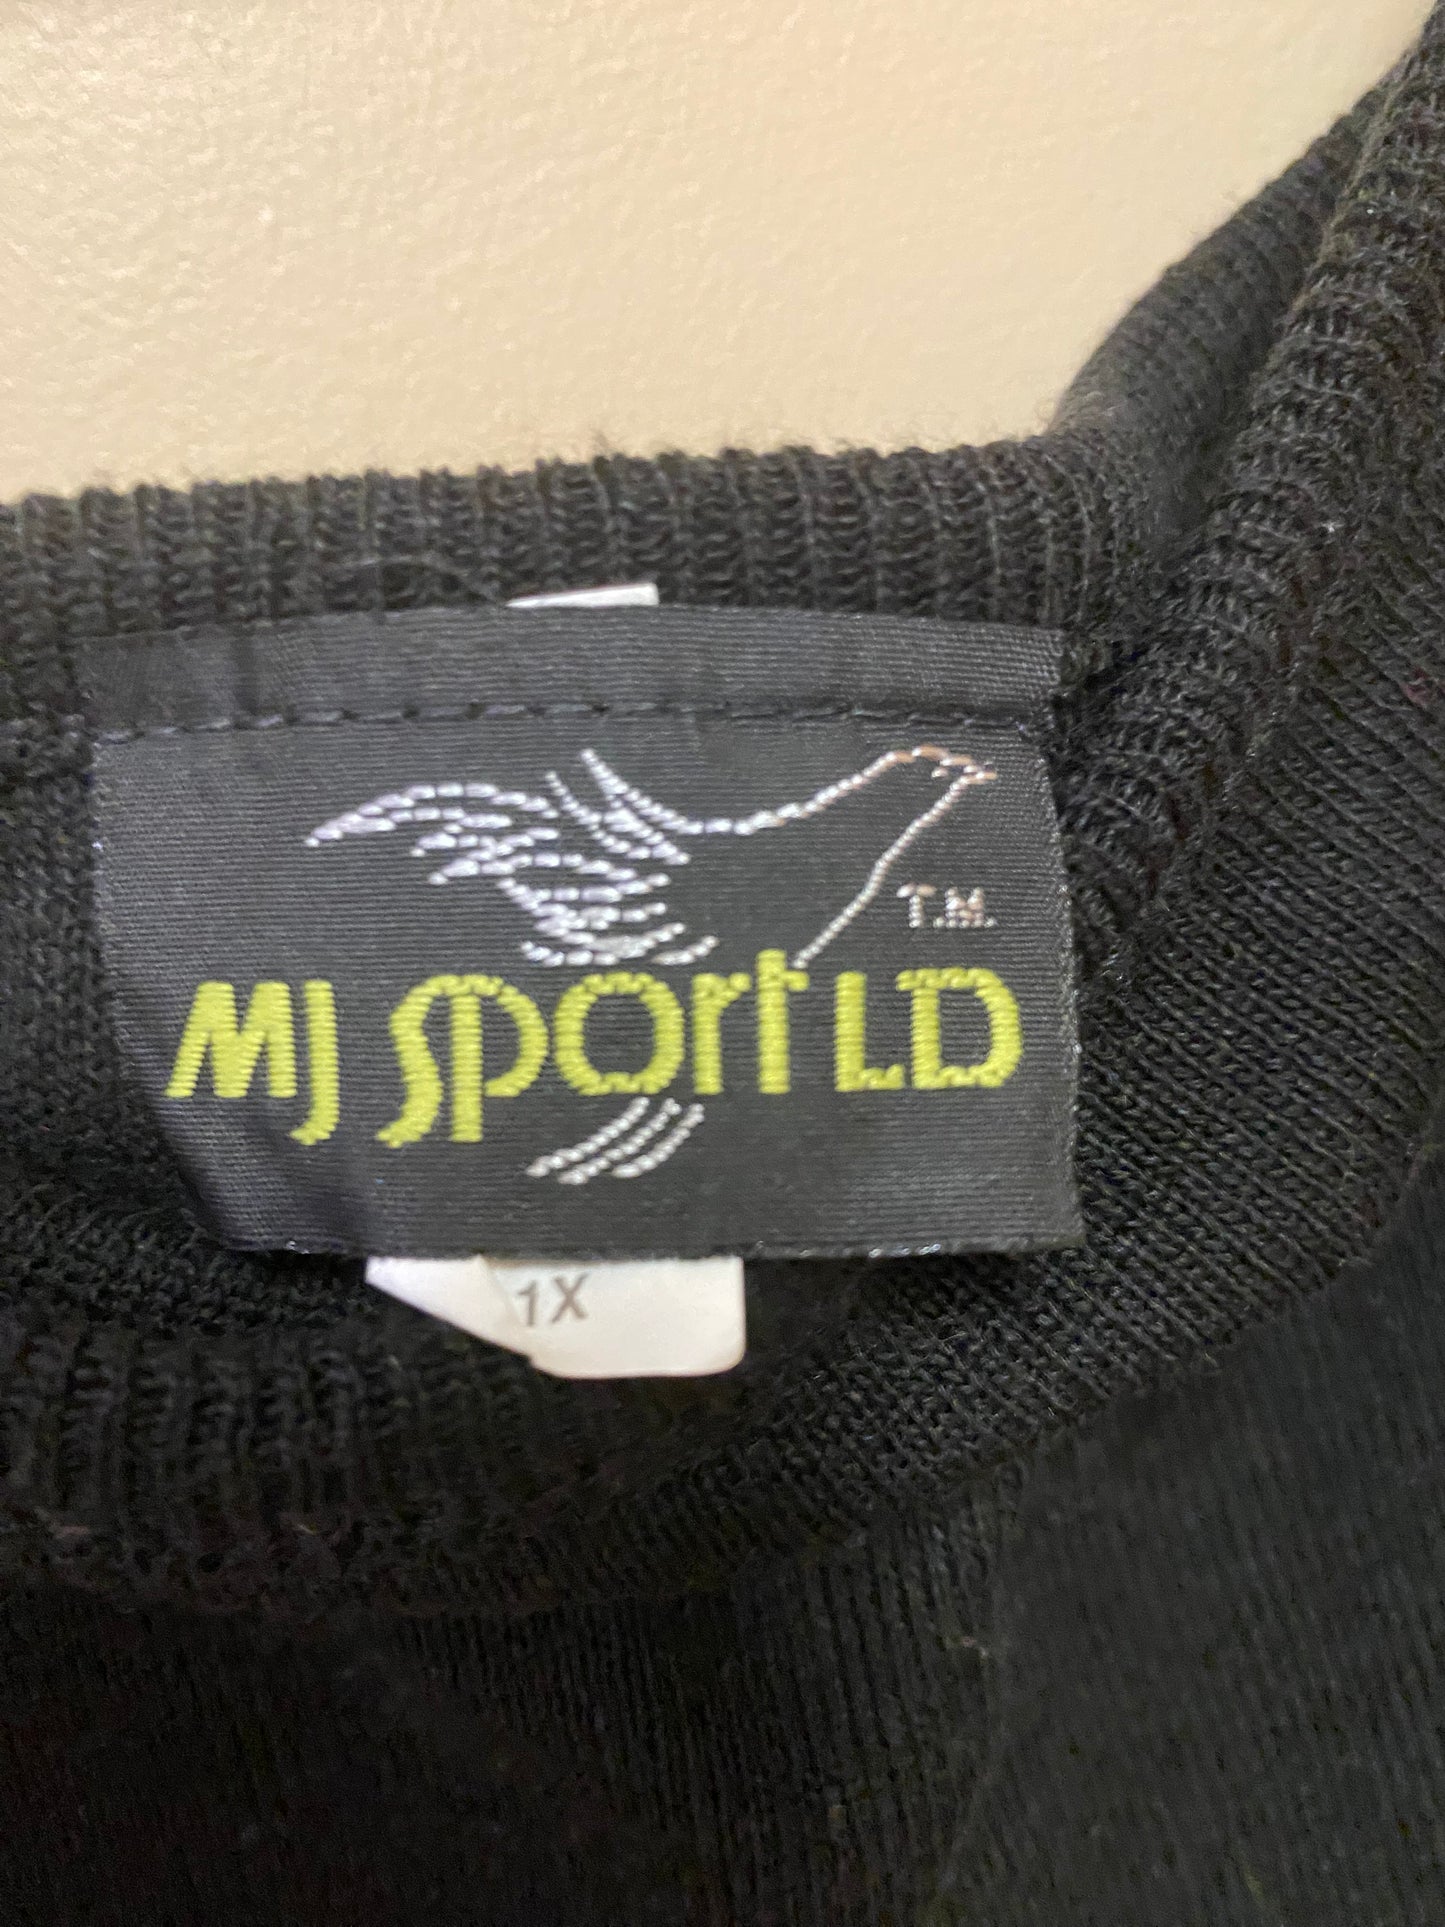 T.M.
MJ Sport LD
1X